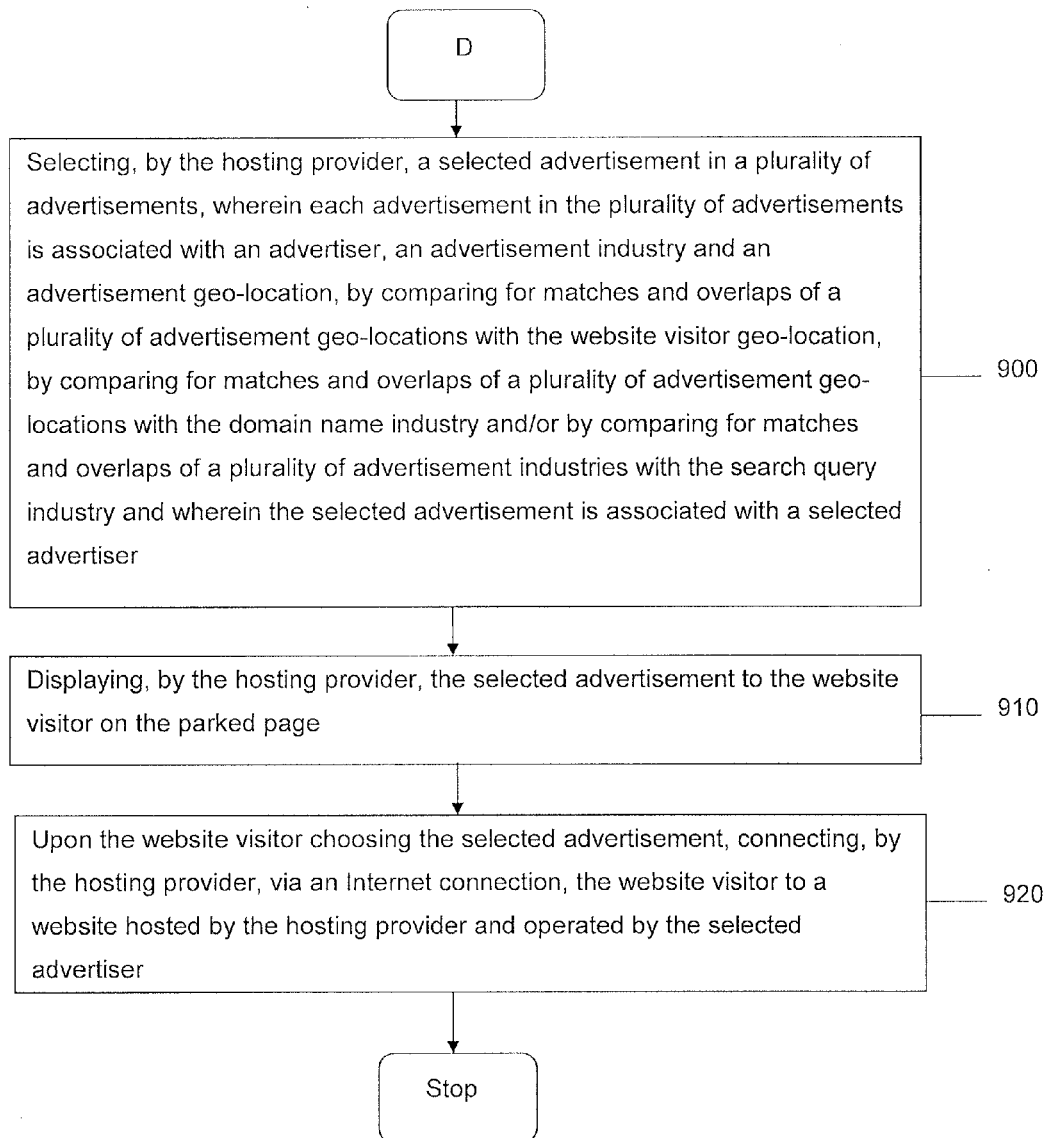 D
Selecting, by the hosting provider, a selected advertisement in a plurality of
advertisements, wherein each advertisement in the plurality of advertisements
is associated with an advertiser, an advertisement industry and an
advertisement geo-location, by comparing for matches and overlaps of a
plurality of advertisement geo-locations with the website visitor geo-location,
by comparing for matches and overlaps of a plurality of advertisement geo-
locations with the domain name industry and/or by comparing for matches
and overlaps of a plurality of advertisement industries with the search query
industry and wherein the selected advertisement is associated with a selected
advertiser
900
Displaying, by the hosting provider, the selected advertisement to the website
visitor on the parked page
910
Upon the website visitor choosing the selected advertisement, connecting, by
the hosting provider, via an Internet connection, the website visitor to a
website hosted by the hosting provider and operated by the selected
advertiser
920
Stop